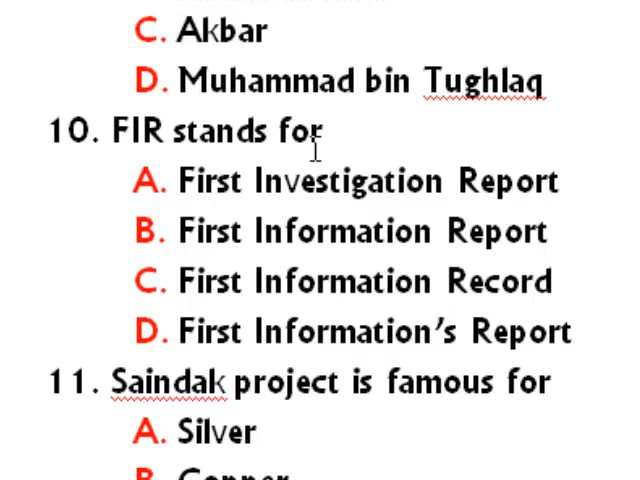 C. Akbar
D. Muhammad bin Tughlaq
10. FIR stands for
A. First Investigation Report
B. First Information Report
C. First Information Record
D. First Information's Report
11. Saindak project is famous for
A. Silver
B. Copper